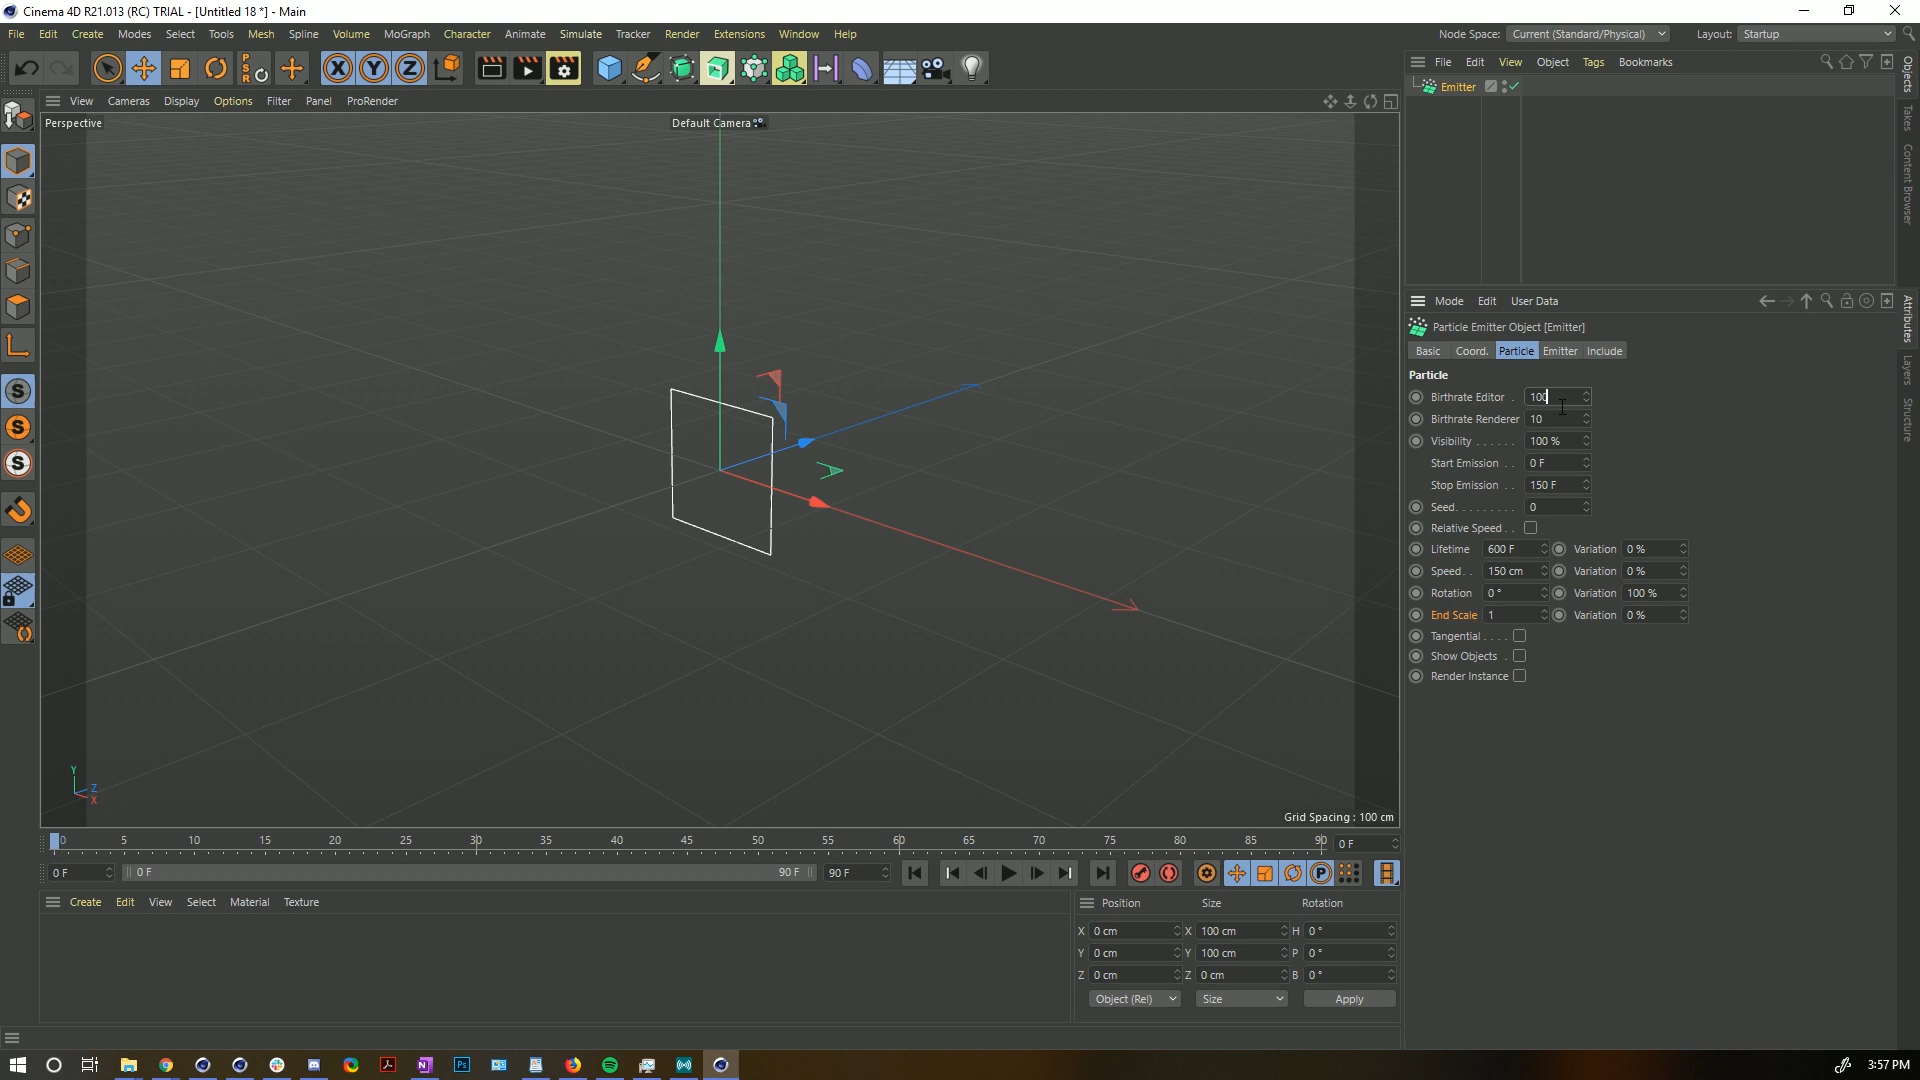 Cinema 4D R21.013 (RC) TRIAL - [Untitled 18 *] - Main
File Edit Create Modes Select Tools Mesh Spline Volume MoGraph Character Animate Simulate Tracker Render Extensions Window Help
Node Space: Current (Standard/Physical) Layout: Startup
P S R
X Y Z
File Edit View Object Tags Bookmarks
Emitter
View Cameras Display Options Filter Panel ProRender
Perspective
Default Camera
Objects
Takes
Content Browser
Mode Edit User Data
Particle Emitter Object [Emitter]
Basic Coord. Particle Emitter Include
Attributes
Layers
Structure
Particle
Birthrate Editor . 100
Birthrate Renderer 10
Visibility . . . . . . 100 %
Start Emission . . 0 F
Stop Emission . . 150 F
Seed. . . . . . . . . 0
Relative Speed . .
Lifetime 600 F Variation 0 %
Speed. . 150 cm Variation 0 %
Rotation 0 ° Variation 100 %
End Scale 1 Variation 0 %
Tangential . . . .
Show Objects .
Render Instance
S
S
S
Y
Z
X
Grid Spacing : 100 cm
0 5 10 15 20 25 30 35 40 45 50 55 60 65 70 75 80 85 90 0 F
0 F 0 F 90 F 90 F P
Create Edit View Select Material Texture
Position Size Rotation
X 0 cm X 100 cm H 0 °
Y 0 cm Y 100 cm P 0 °
Z 0 cm Z 0 cm B 0 °
Object (Rel) Size Apply
N Ps
3:57 PM